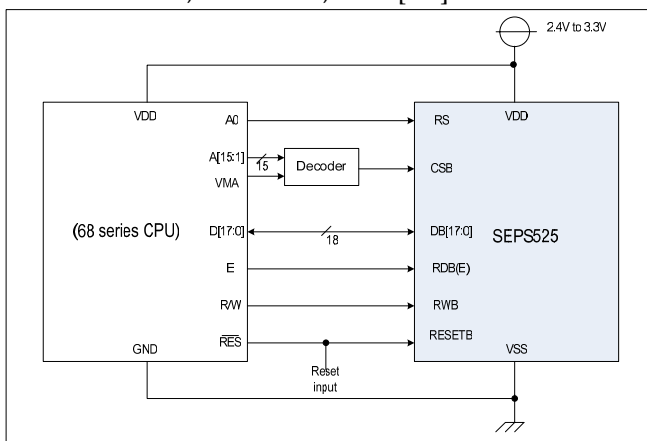 2.4V to 3.3V
VDD
A0
RS
VDD
A[15:1]
15
Decoder
CSB
VMA
(68 series CPU)
D[17:0]
18
DB[17:0]
SEPS525
E
RDB(E)
R/W
RWB
RES
RESETB
GND
Reset
input
VSS